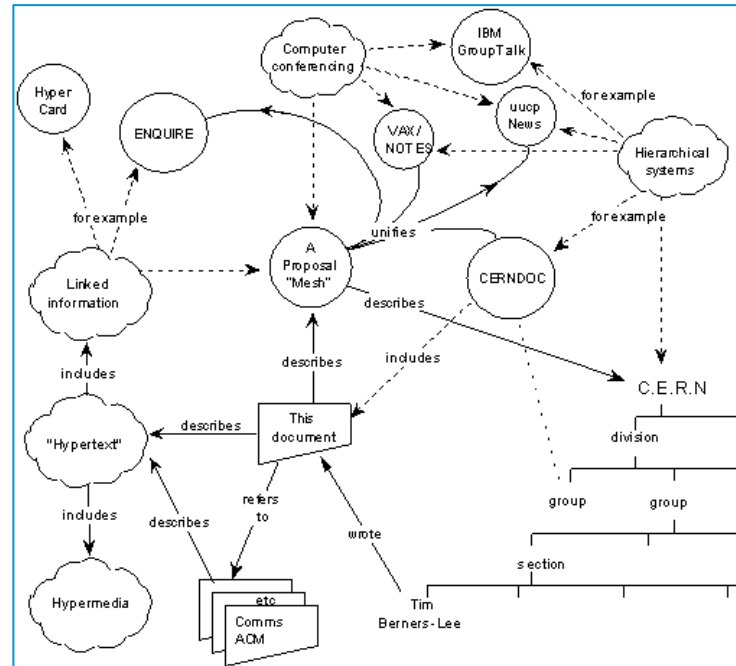 Computer
conferencing
IBM
GroupTalk
Hyper
Card
ENQUIRE
VAX/
NOTES
uucp
News
for example
Hierarchical
systems
for example
unifies
for example
A
Proposal
"Mesh"
Linked
information
CERNDOC
describes
includes
describes
includes
C.E.R.N
This
document
describes
division
"Hypertext"
refers
to
group
group
includes
describes
wrote
section
Hypermedia
etc
Tim
Berners-Lee
Comms
ACM